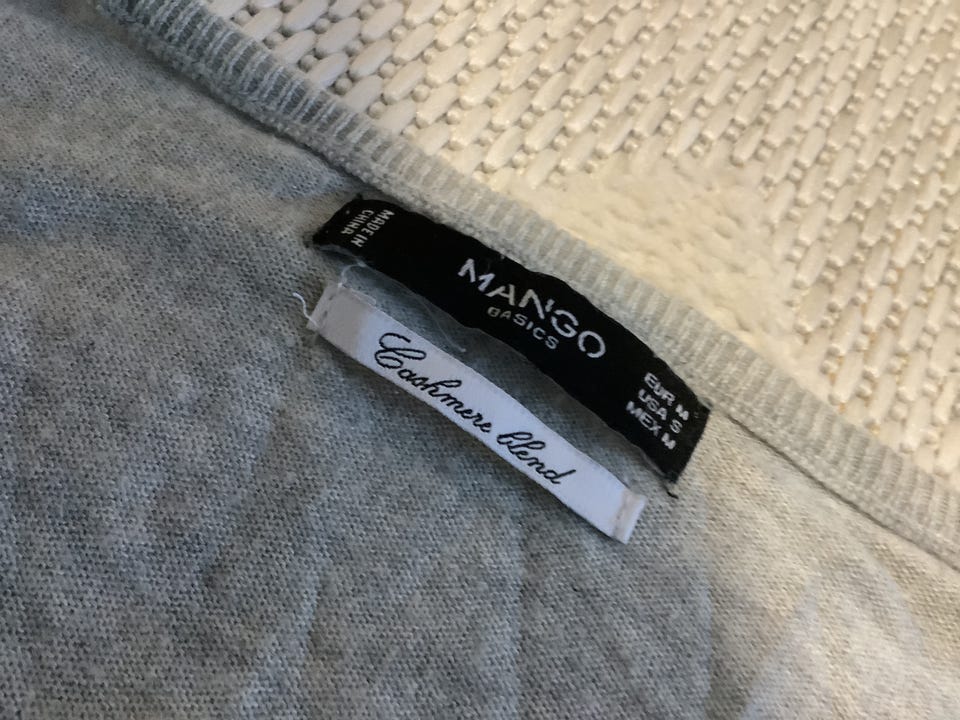 MADE IN
CHINA
MANGO
BASICS
EUR M
USA S
MEX M
Cashmere blend